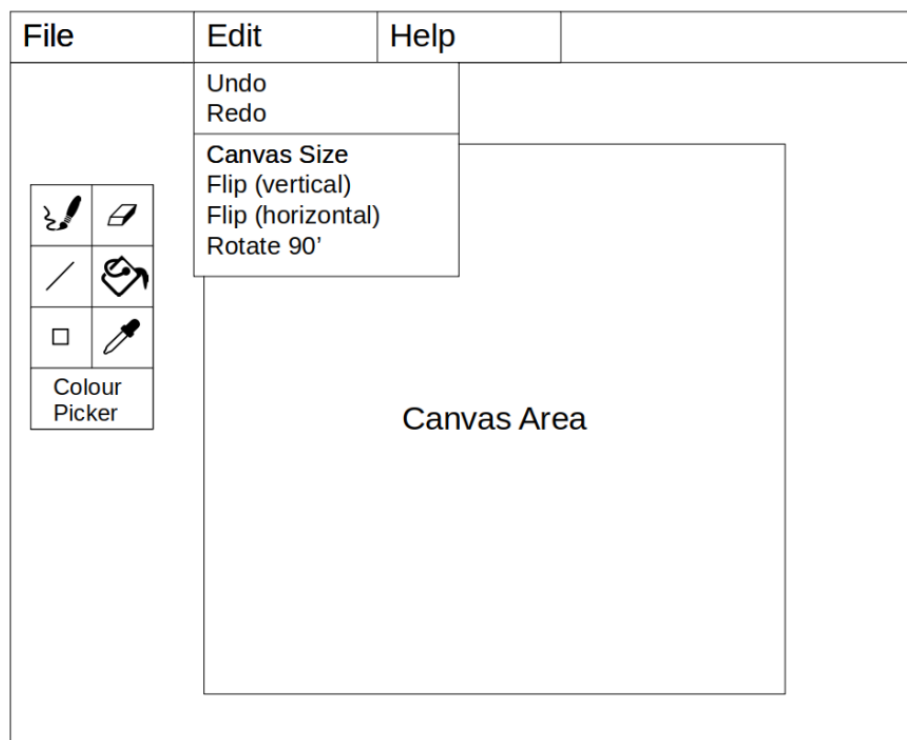 File
Edit
Help
Undo
Redo
Canvas Size
Flip (vertical)
Flip (horizontal)
Rotate 90’
Colour
Picker
Canvas Area